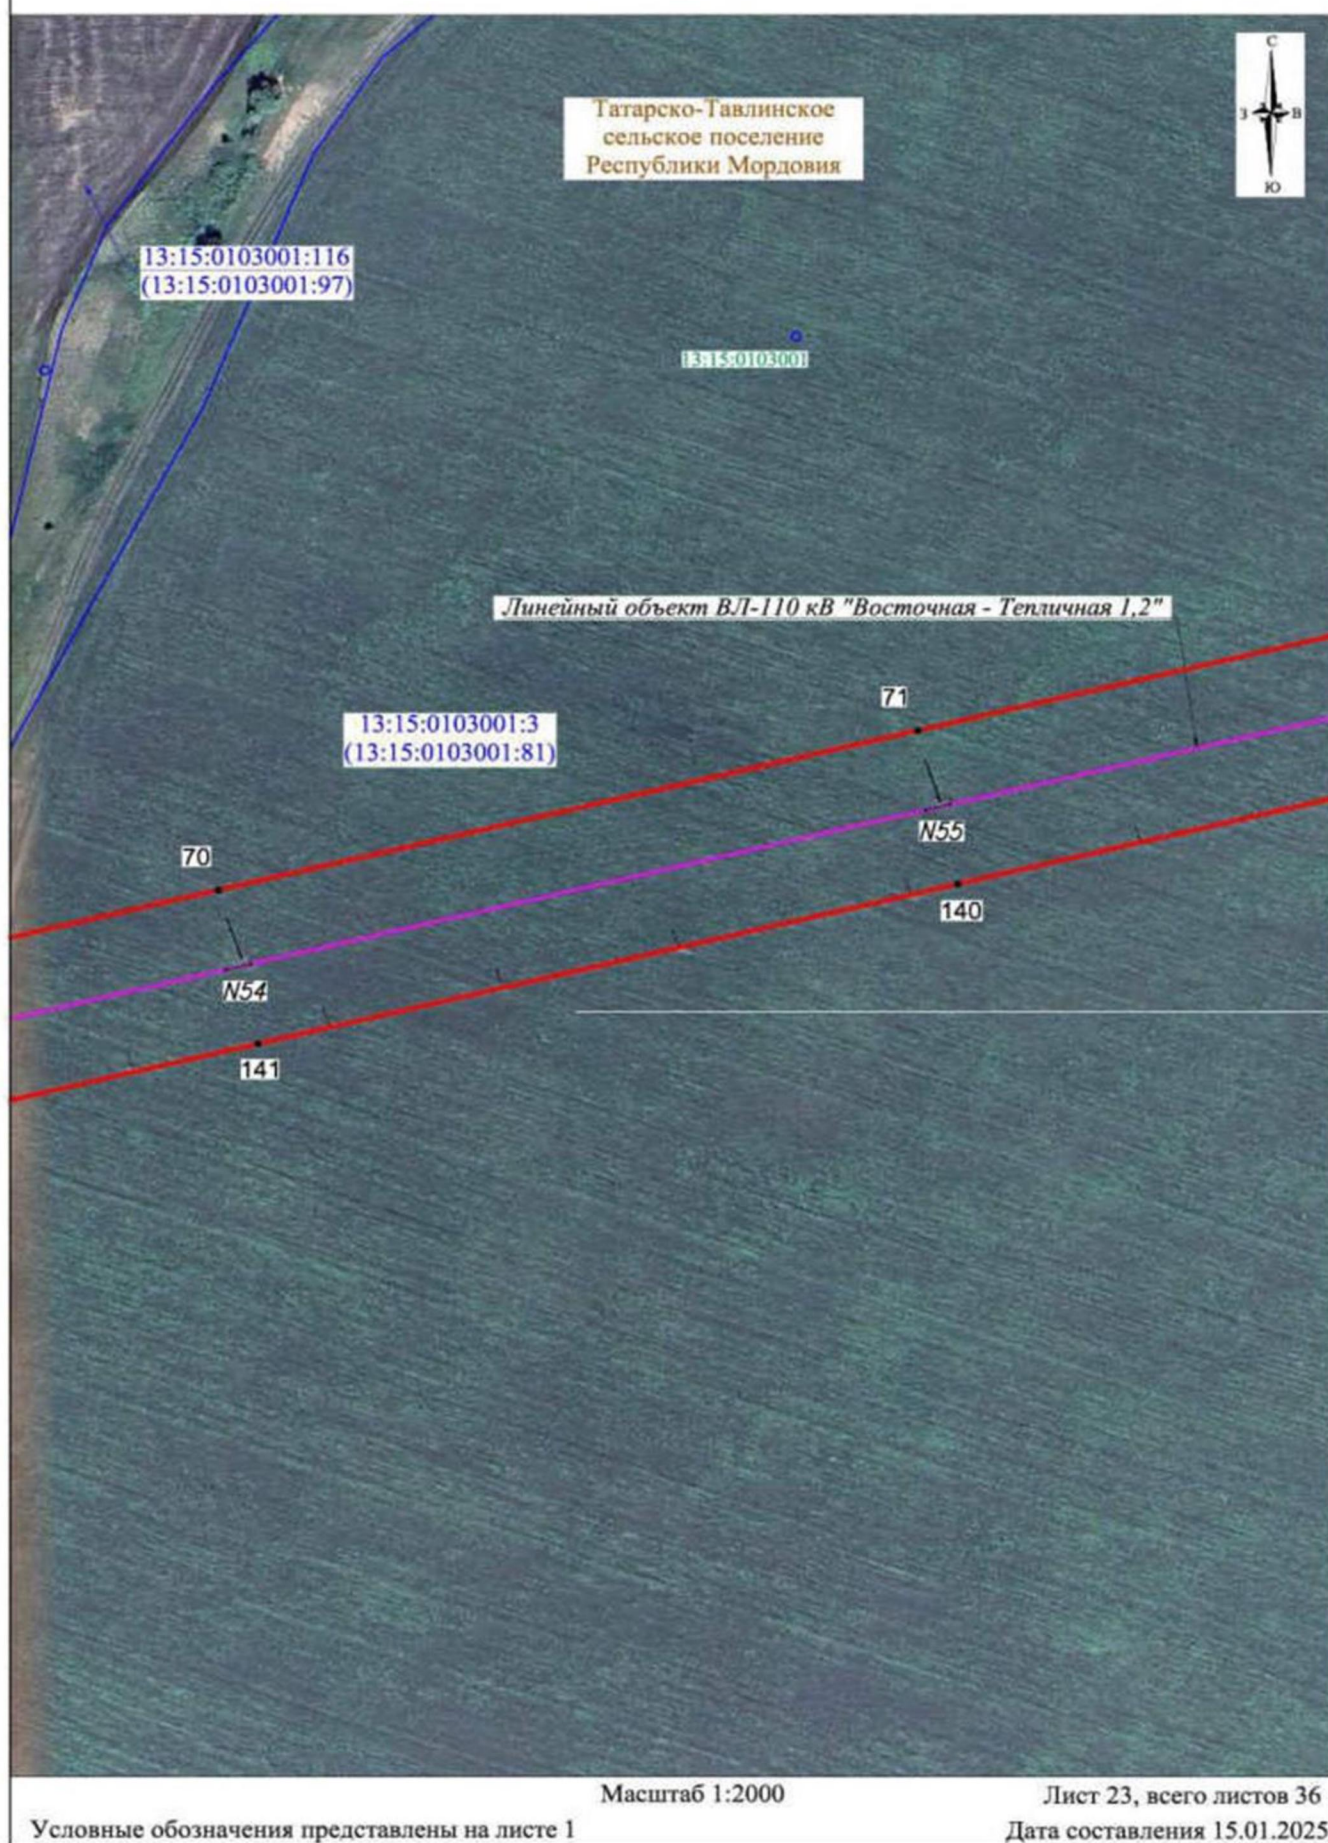 С
З В
Ю
Татарско-Тавлинское
сельское поселение
Республики Мордовия
13:15:0103001:116
(13:15:0103001:97)
13:15:0103001
Линейный объект ВЛ-110 кВ "Восточная - Тепличная 1,2"
71
13:15:0103001:3
(13:15:0103001:81)
N55
70
140
N54
141
Масштаб 1:2000
Лист 23, всего листов 36
Условные обозначения представлены на листе 1
Дата составления 15.01.2025